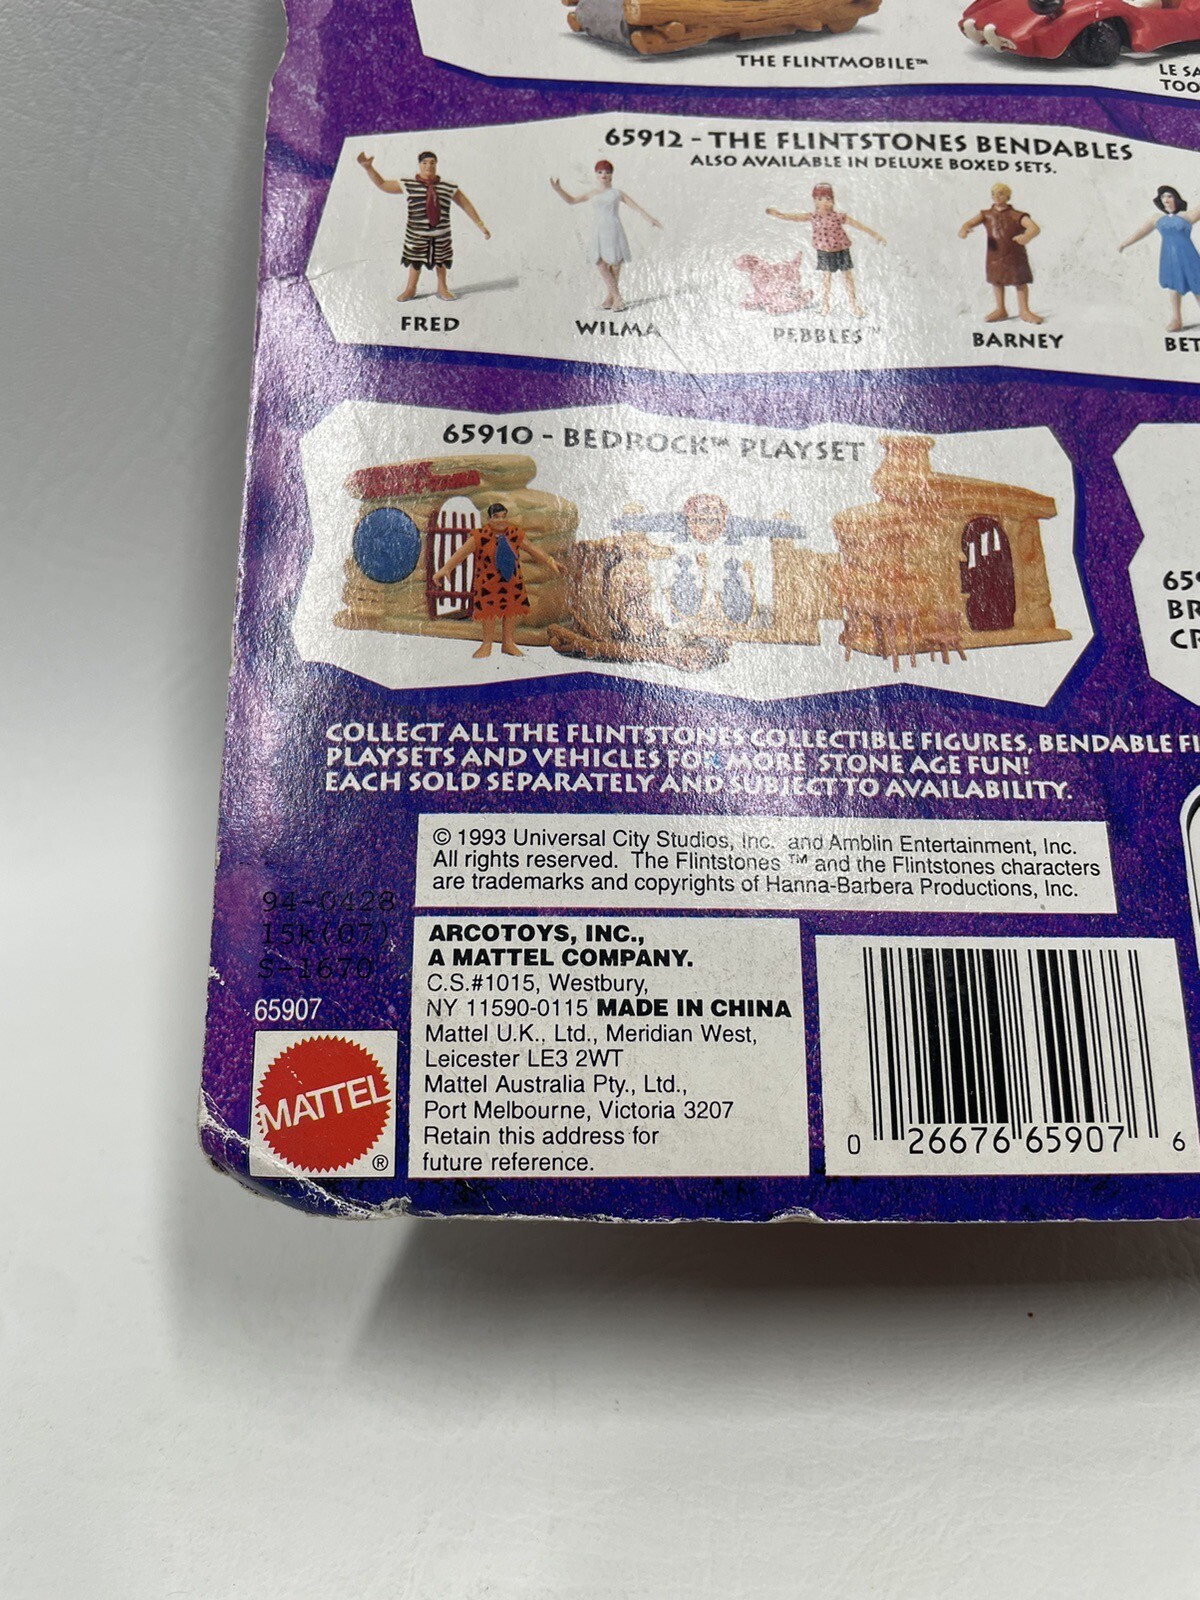 THE FLINTMOBILE™
LE SA
TOO
65912 - THE FLINTSTONES BENDABLES
ALSO AVAILABLE IN DELUXE BOXED SETS.
FRED
WILMA
PEBBLES™
BARNEY
BET
65910 - BEDROCK™ PLAYSET
659
BR
CR
COLLECT ALL THE FLINTSTONES COLLECTIBLE FIGURES, BENDABLE FI
PLAYSETS AND VEHICLES FOR MORE STONE AGE FUN!
EACH SOLD SEPARATELY AND SUBJECT TO AVAILABILITY.
© 1993 Universal City Studios, Inc. and Amblin Entertainment, Inc.
All rights reserved. The Flintstones ™ and the Flintstones characters
are trademarks and copyrights of Hanna-Barbera Productions, Inc.
94-0428
15k(07)
S-1670
65907
MATTEL
®
ARCOTOYS, INC.,
A MATTEL COMPANY.
C.S.#1015, Westbury,
NY 11590-0115 MADE IN CHINA
Mattel U.K., Ltd., Meridian West,
Leicester LE3 2WT
Mattel Australia Pty., Ltd.,
Port Melbourne, Victoria 3207
Retain this address for
future reference.
0 26676 65907 6